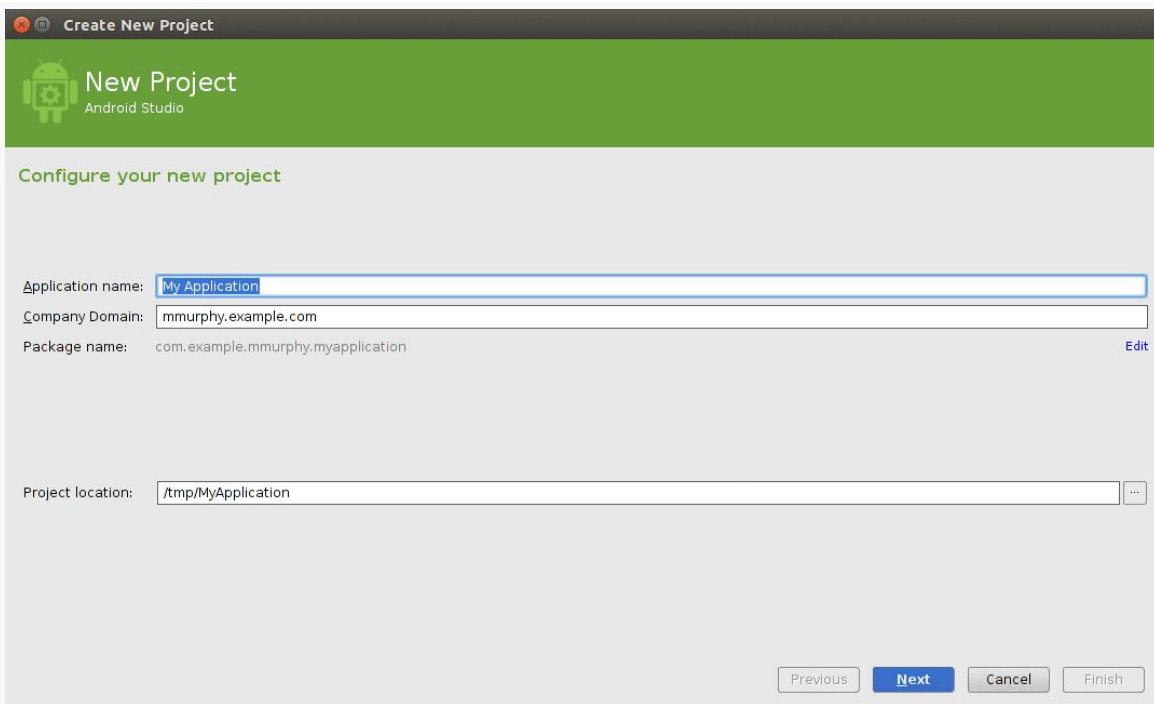 Create New Project
New Project
Android Studio
Configure your new project
Application name: My Application
Company Domain: mmurphy.example.com
Package name: com.example.mmurphy.myapplication Edit
Project location: /tmp/MyApplication ...
Previous Next Cancel Finish